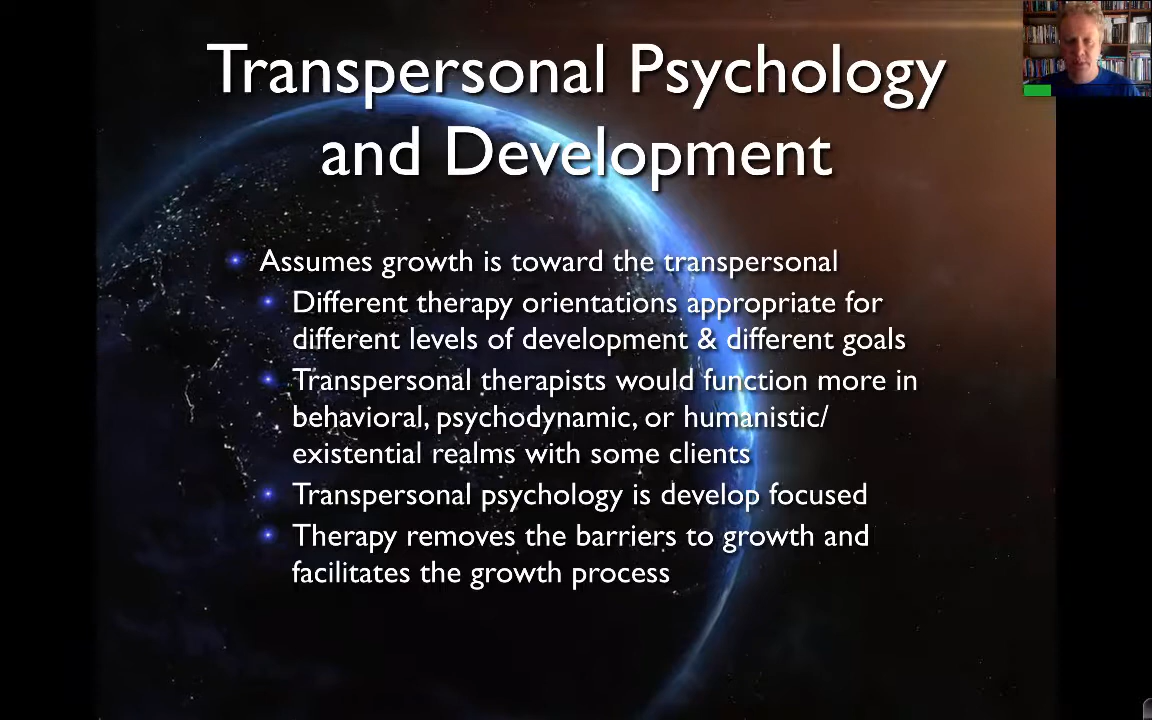 Transpersonal Psychology
and Development
Assumes growth is toward the transpersonal
Different therapy orientations appropriate for
different levels of development & different goals
Transpersonal therapists would function more in
behavioral, psychodynamic, or humanistic/
existential realms with some clients
Transpersonal psychology is develop focused
Therapy removes the barriers to growth and
facilitates the growth process